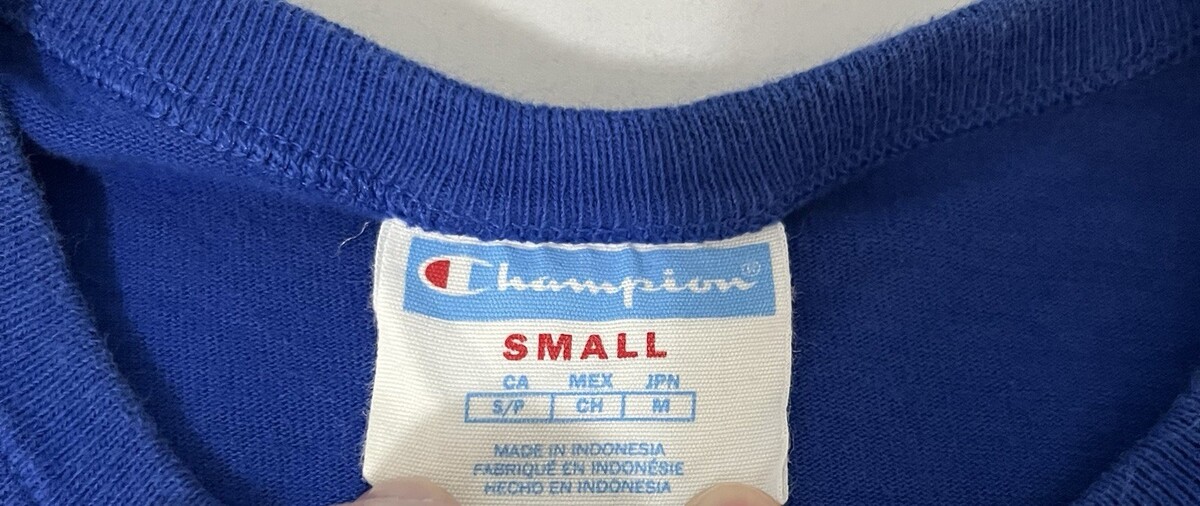 Champion®
SMALL
CA MEX JPN
S/P CH M
MADE IN INDONESIA
FABRIQUÉ EN INDONÉSIE
HECHO EN INDONESIA